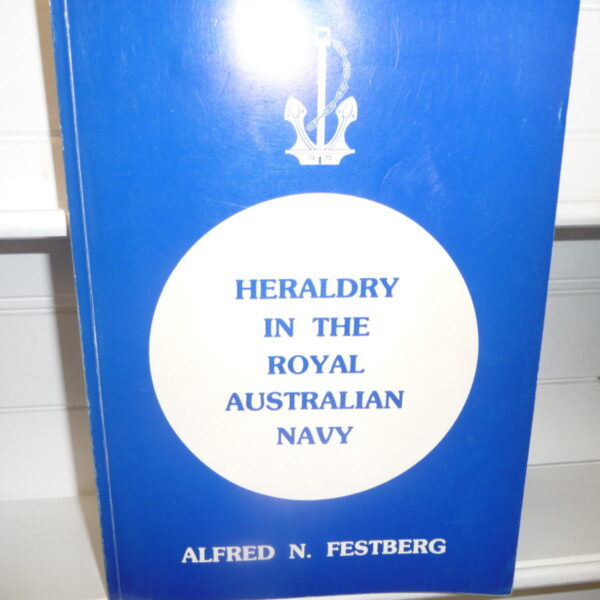 HERALDRY
IN THE
ROYAL
AUSTRALIAN
NAVY
ALFRED N. FESTBERG